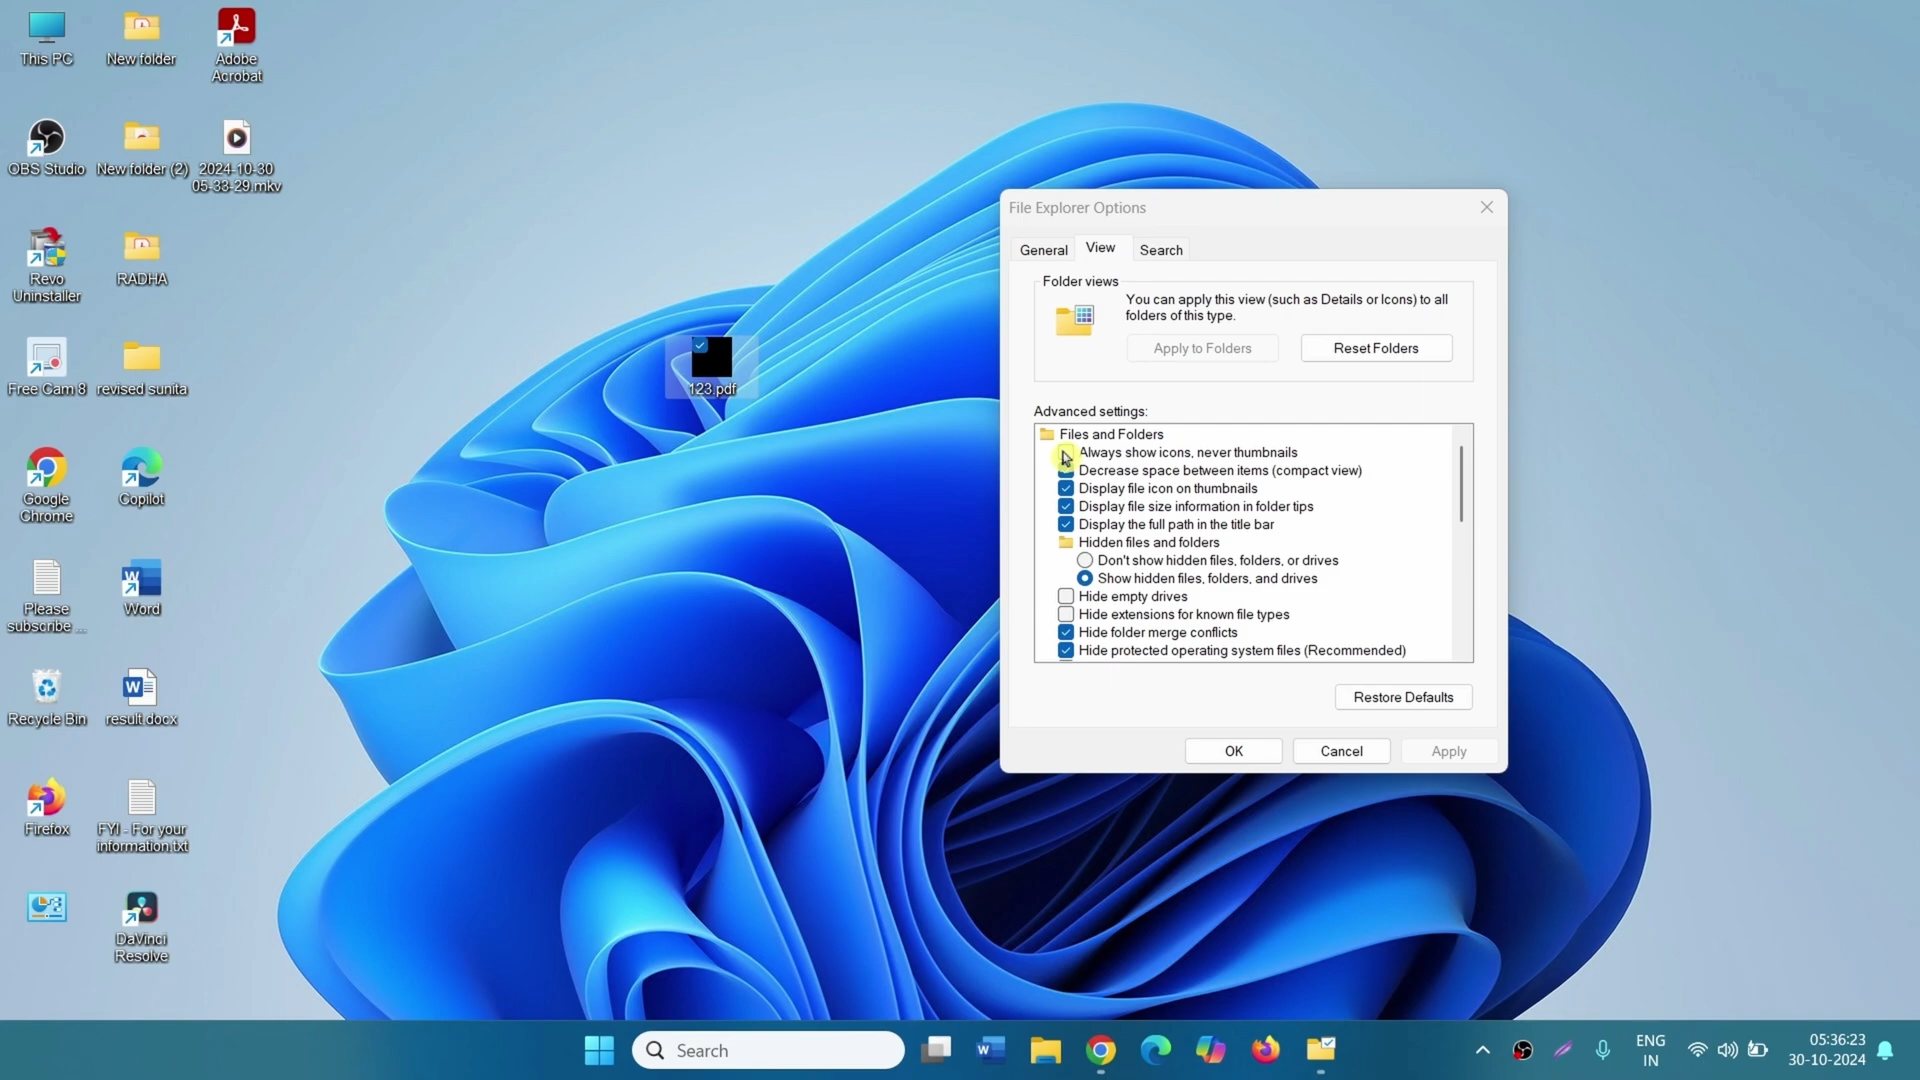 This PC
New folder
Adobe
Acrobat
OBS Studio
New folder (2)
2024-10-30
05-33-29.mkv
Revo
Uninstaller
RADHA
Free Cam 8
revised sunita
Google
Chrome
Copilot
Please
subscribe ...
Word
Recycle Bin
result.docx
Firefox
FYI - For your
information.txt
DaVinci
Resolve
123.pdf
File Explorer Options
General
View
Search
Folder views
You can apply this view (such as Details or Icons) to all
folders of this type.
Apply to Folders
Reset Folders
Advanced settings:
Files and Folders
Always show icons, never thumbnails
Decrease space between items (compact view)
Display file icon on thumbnails
Display file size information in folder tips
Display the full path in the title bar
Hidden files and folders
Don't show hidden files, folders, or drives
Show hidden files, folders, and drives
Hide empty drives
Hide extensions for known file types
Hide folder merge conflicts
Hide protected operating system files (Recommended)
Restore Defaults
OK
Cancel
Apply
Search
ENG
IN
05:36:23
30-10-2024